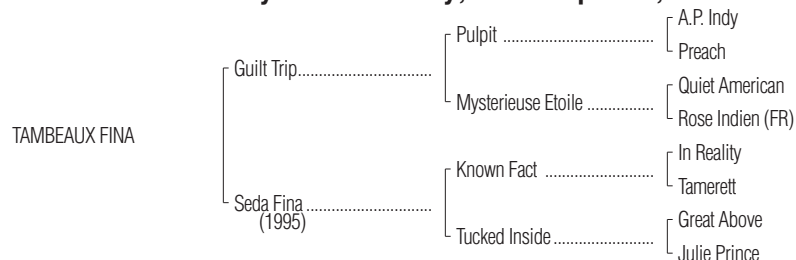 A.P. Indy
Pulpit ........................................
Preach
Guilt Trip...................................
Quiet American
Mysterieuse Etoile ..................
Rose Indien (FR)
TAMBEAUX FINA
In Reality
Known Fact .............................
Tamerett
Seda Fina .................................
(1995)
Great Above
Tucked Inside...........................
Julie Prince